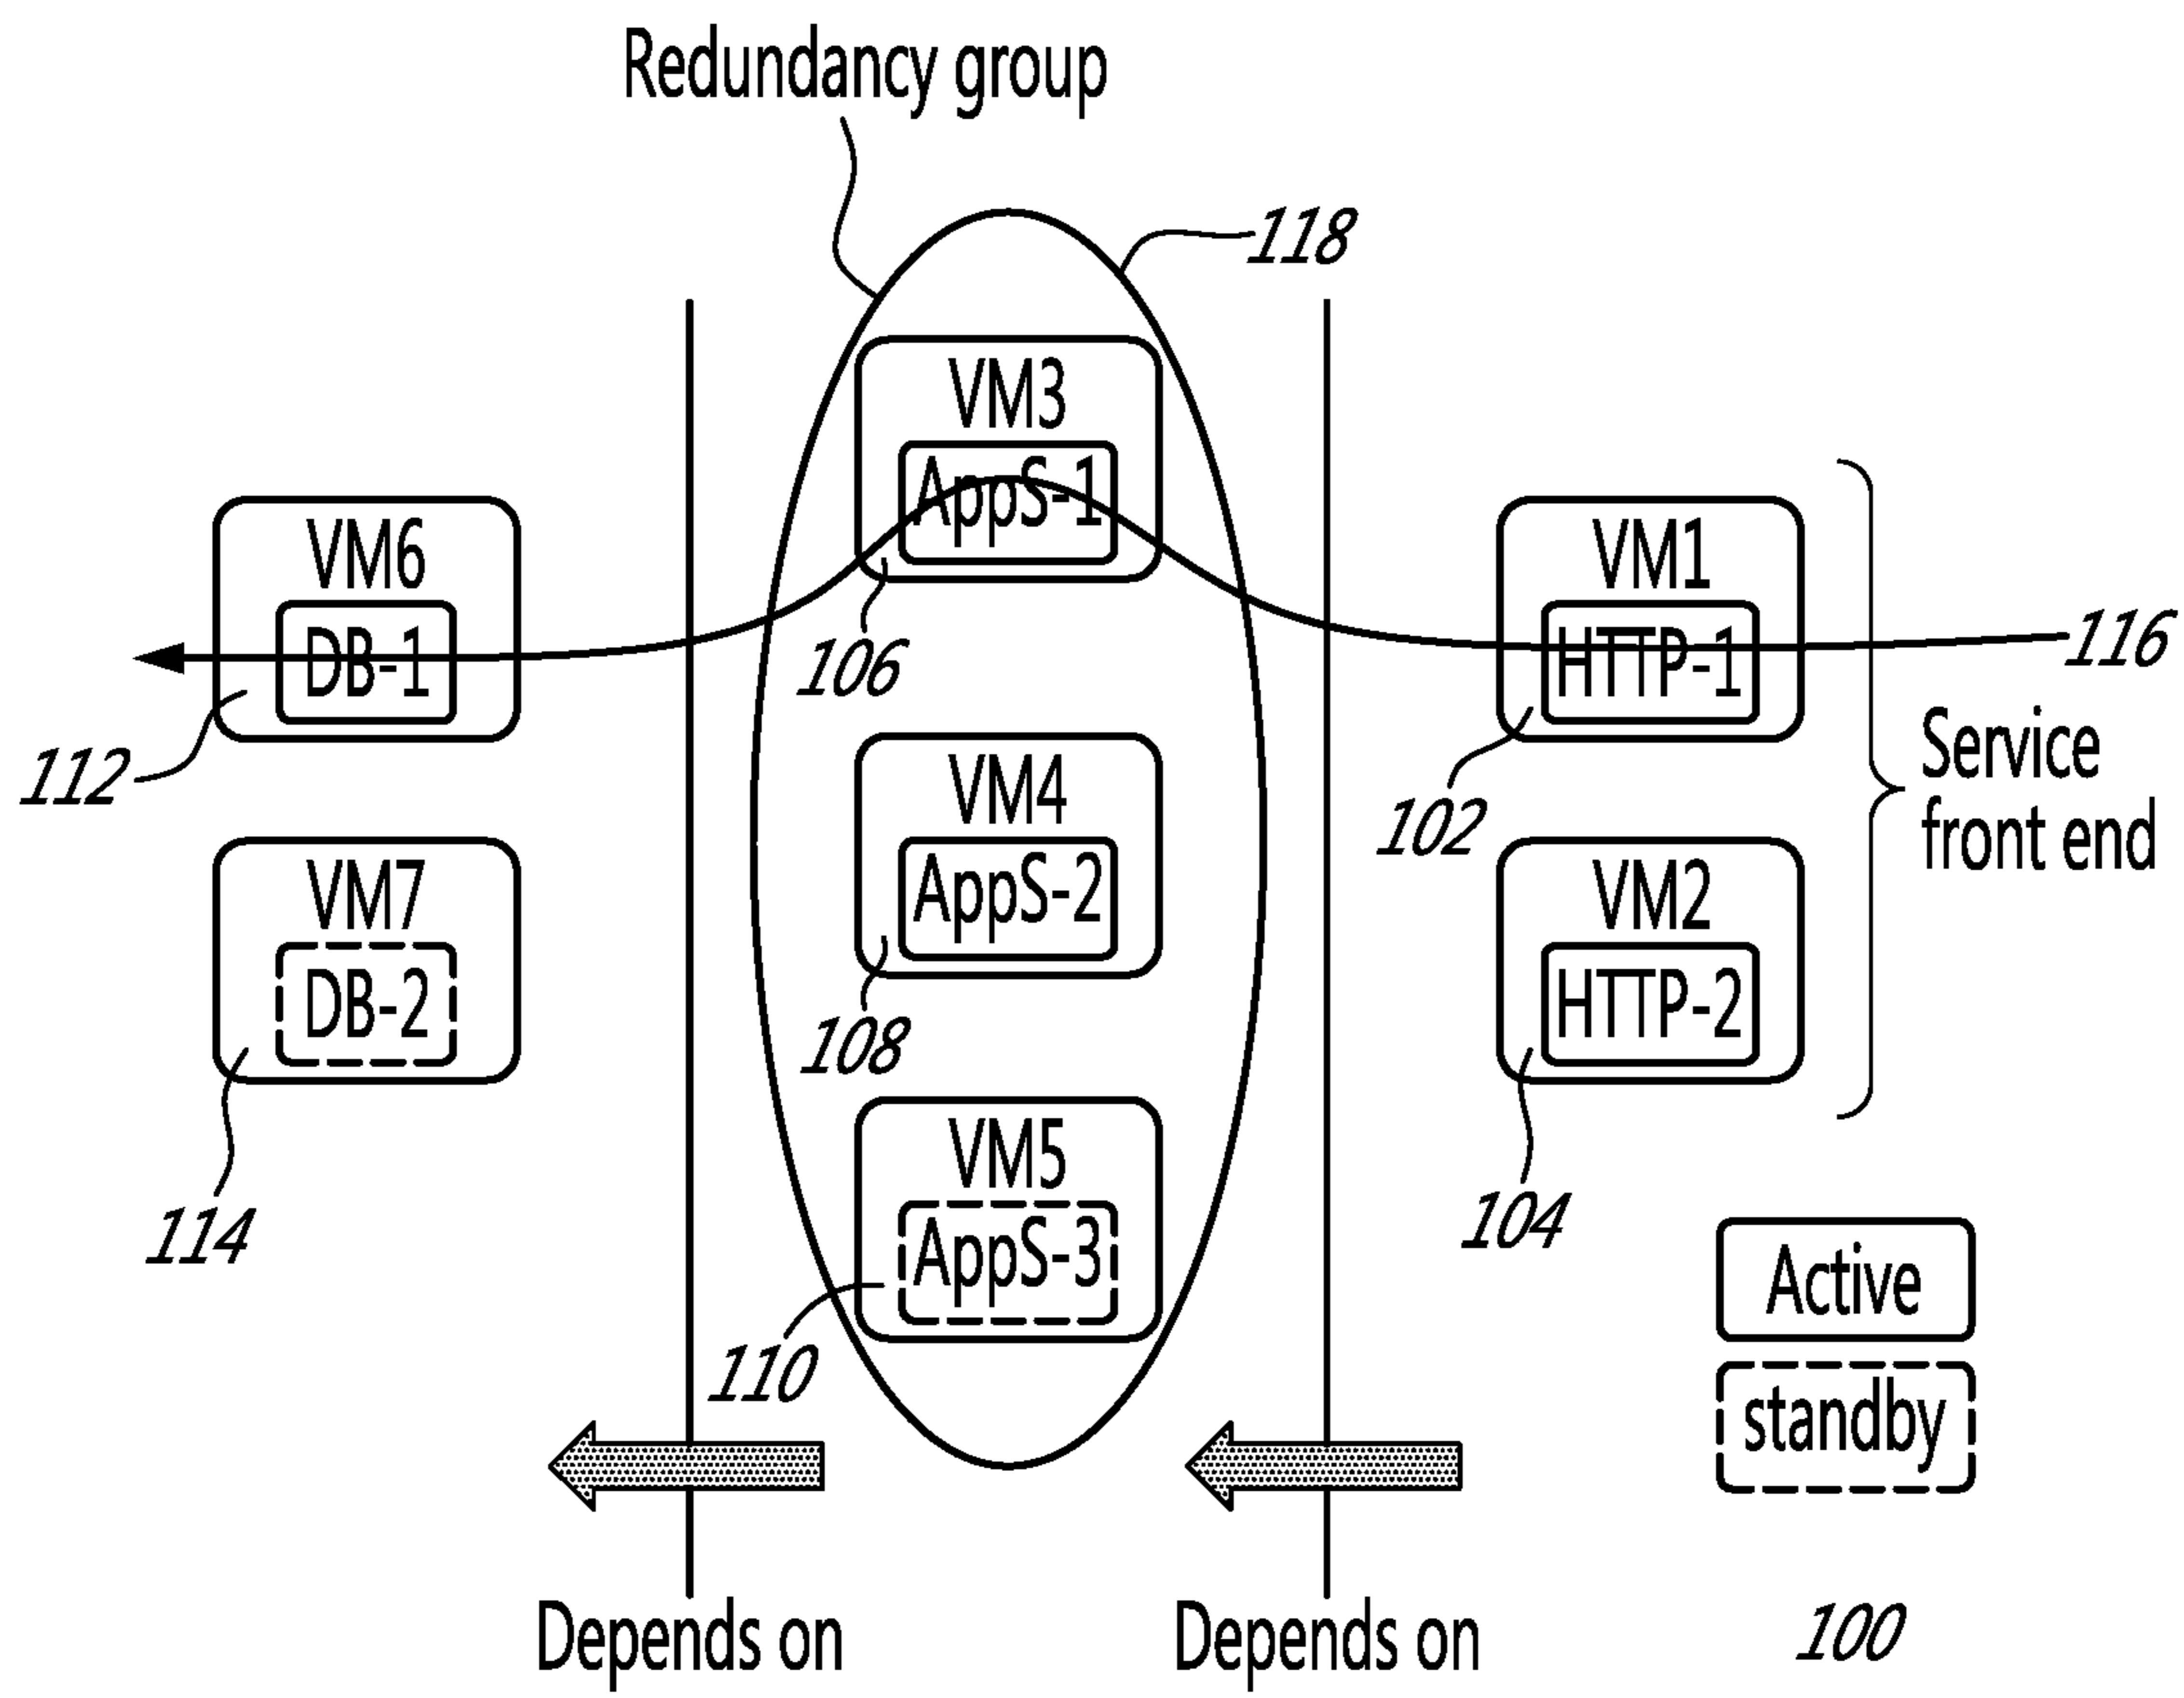 Redundancy group
118
VM3
AppS-1
106
VM6
DB-1
112
VM1
HTTP-1
102
116
Service
front end
VM4
AppS-2
108
VM7
DB-2
114
VM2
HTTP-2
104
VM5
AppS-3
110
Active
standby
Depends on
Depends on
100